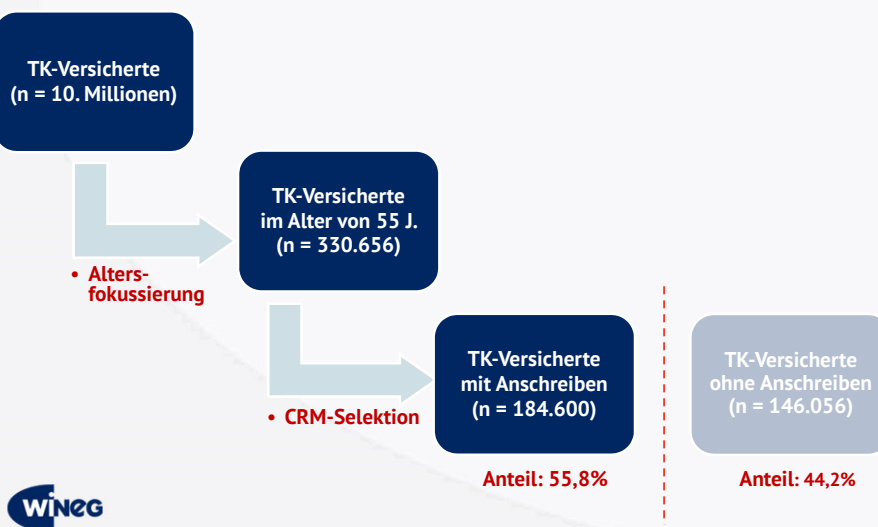 TK-Versicherte
(n = 10. Millionen)
TK-Versicherte
im Alter von 55 J.
(n = 330.656)
• Alters-
fokussierung
TK-Versicherte
mit Anschreiben
(n = 184.600)
TK-Versicherte
ohne Anschreiben
(n = 146.056)
• CRM-Selektion
Anteil: 55,8%
Anteil: 44,2%
WINEG